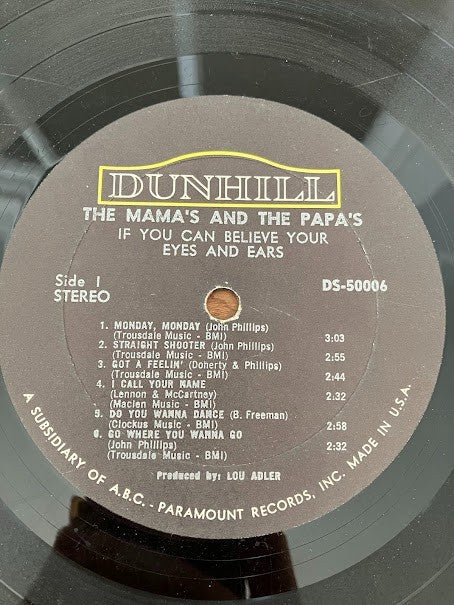 DUNHILL
THE MAMA'S AND THE PAPA'S
IF YOU CAN BELIEVE YOUR
EYES AND EARS
Side 1
STEREO
DS-50006
1. MONDAY, MONDAY (John Phillips)
(Trousdale Music - BMI) 3:03
2. STRAIGHT SHOOTER (John Phillips)
(Trousdale Music - BMI) 2:55
3. GOT A FEELIN' (Doherty & Phillips)
(Trousdale Music - BMI) 2:44
4. I CALL YOUR NAME
(Lennon & McCartney)
(Maclen Music - BMI) 2:32
5. DO YOU WANNA DANCE (B. Freeman)
(Clockus Music - BMI) 2:58
6. GO WHERE YOU WANNA GO
(John Phillips) 2:32
(Trousdale Music - BMI)
Produced by: LOU ADLER
A SUBSIDIARY OF A.B.C. - PARAMOUNT RECORDS, INC. MADE IN U.S.A.